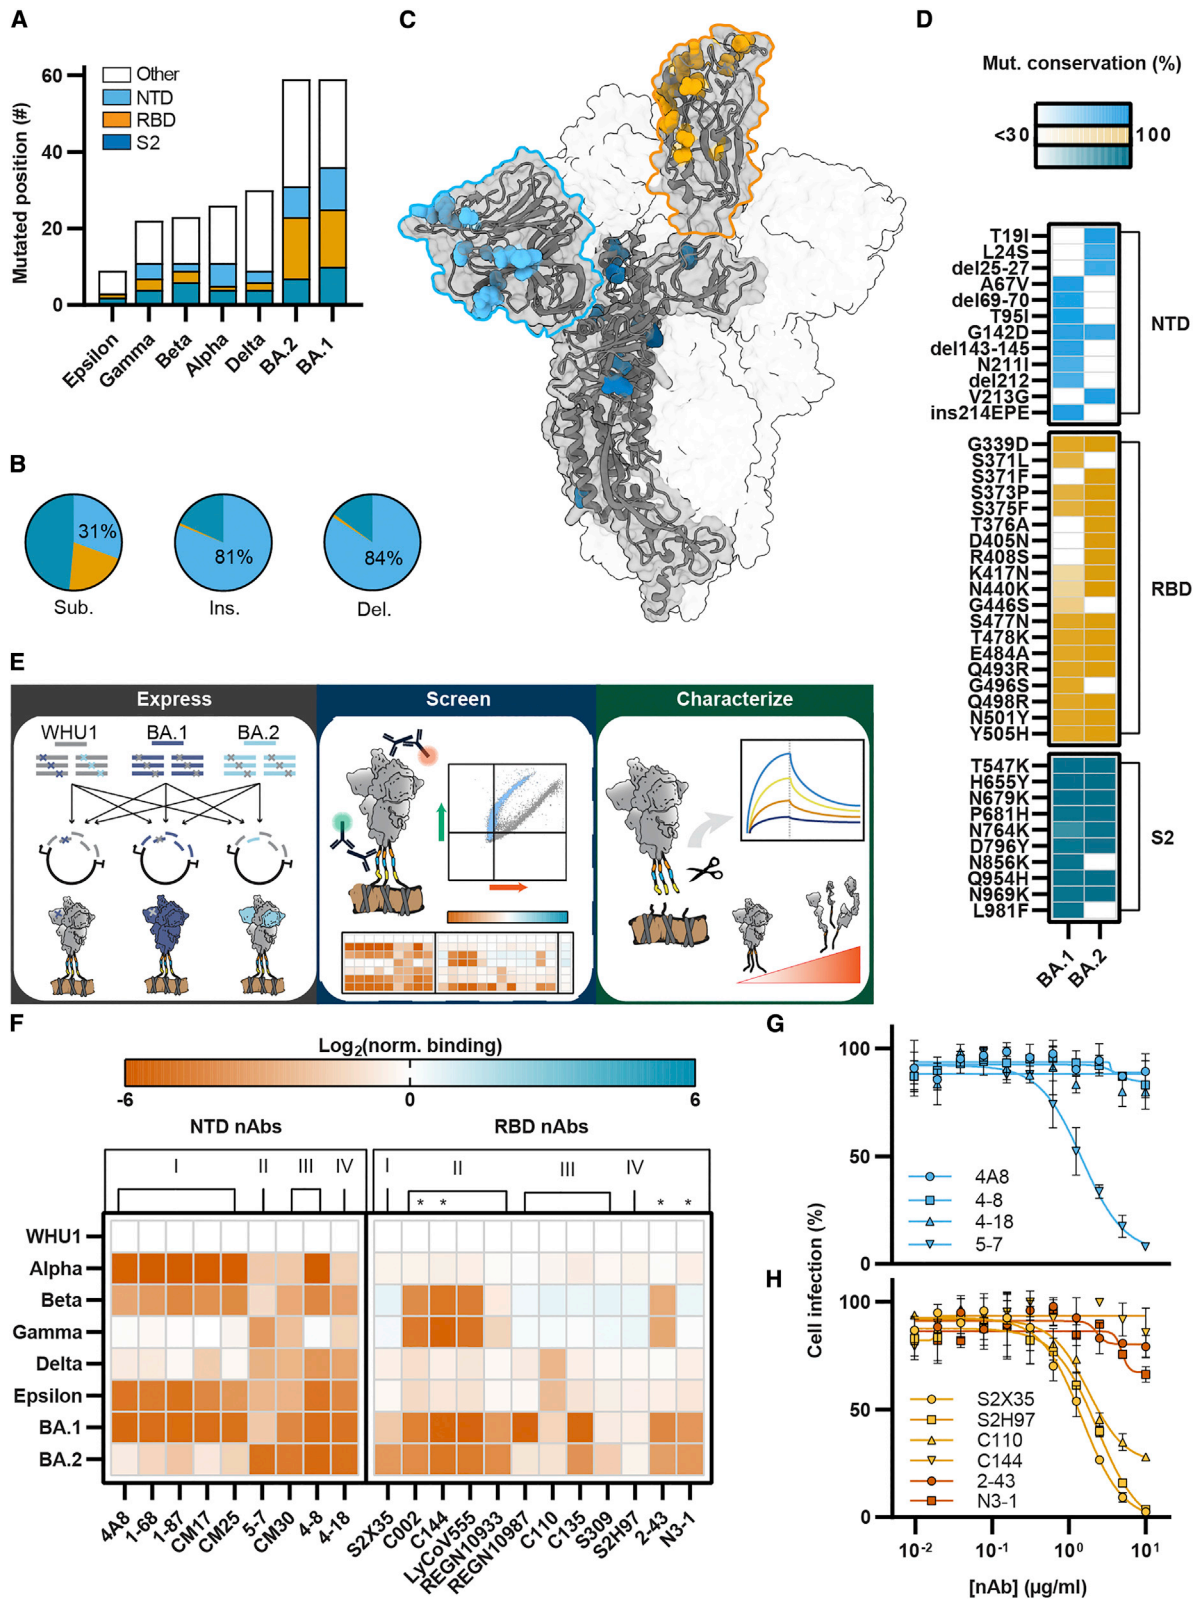 A
Mutated position (#)
60
40
20
0
Other
NTD
RBD
S2
Epsilon
Gamma
Beta
Alpha
Delta
BA.2
BA.1
B
31%
81%
84%
Sub.
Ins.
Del.
C
D
Mut. conservation (%)
<30
100
T19I
L24S
del25-27
A67V
del69-70
T95I
G142D
del143-145
N211I
del212
V213G
ins214EPE
NTD
G339D
S371L
S371F
S373P
S375F
T376A
D405N
R408S
K417N
N440K
G446S
S477N
T478K
E484A
Q493R
G496S
Q498R
N501Y
Y505H
RBD
T547K
H655Y
N679K
P681H
N764K
D796Y
N856K
Q954H
N969K
L981F
S2
BA.1
BA.2
E
Express
Screen
Characterize
WHU1
BA.1
BA.2
F
Log2(norm. binding)
-6
0
6
NTD nAbs
RBD nAbs
I
II
III
IV
I
II
III
IV
* *
* *
WHU1
Alpha
Beta
Gamma
Delta
Epsilon
BA.1
BA.2
4A8
1-68
1-87
CM17
CM25
5-7
CM30
4-8
4-18
S2X35
C002
C144
LyCoV555
REGN10933
REGN10987
C110
C135
S309
S2H97
2-43
N3-1
G
100
50
0
4A8
4-8
4-18
5-7
Cell infection (%)
H
100
50
0
S2X35
S2H97
C110
C144
2-43
N3-1
10-2
10-1
100
101
[nAb] (µg/ml)